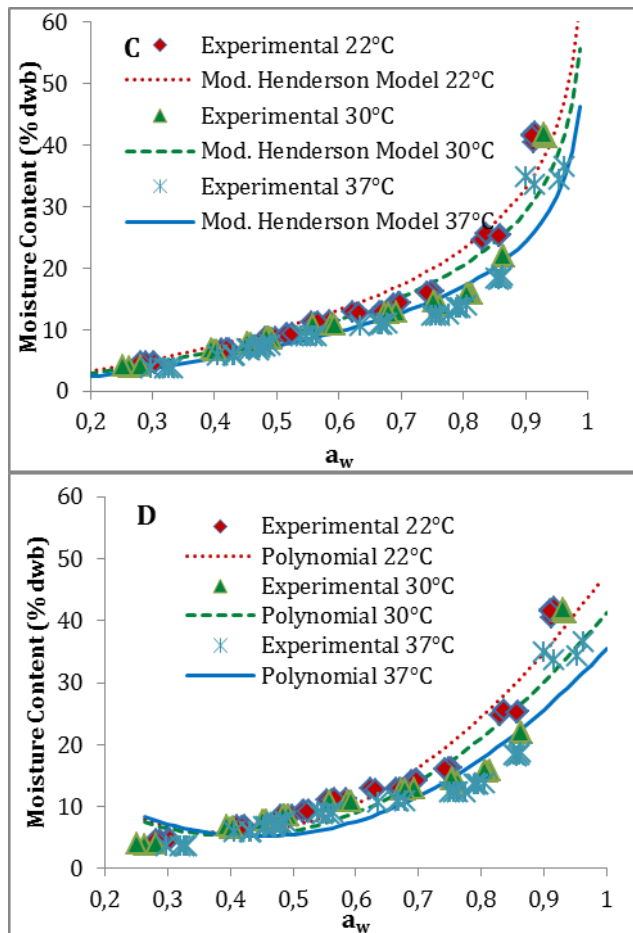 C
Experimental 22°C
Mod. Henderson Model 22°C
Experimental 30°C
Mod. Henderson Model 30°C
Experimental 37°C
Mod. Henderson Model 37°C
Moisture Content (% dwb)
60
50
40
30
20
10
0
0,2 0,3 0,4 0,5 0,6 0,7 0,8 0,9 1
aw
D
Experimental 22°C
Polynomial 22°C
Experimental 30°C
Polynomial 30°C
Experimental 37°C
Polynomial 37°C
Moisture Content (% dwb)
60
50
40
30
20
10
0
0,2 0,3 0,4 0,5 0,6 0,7 0,8 0,9 1
aw